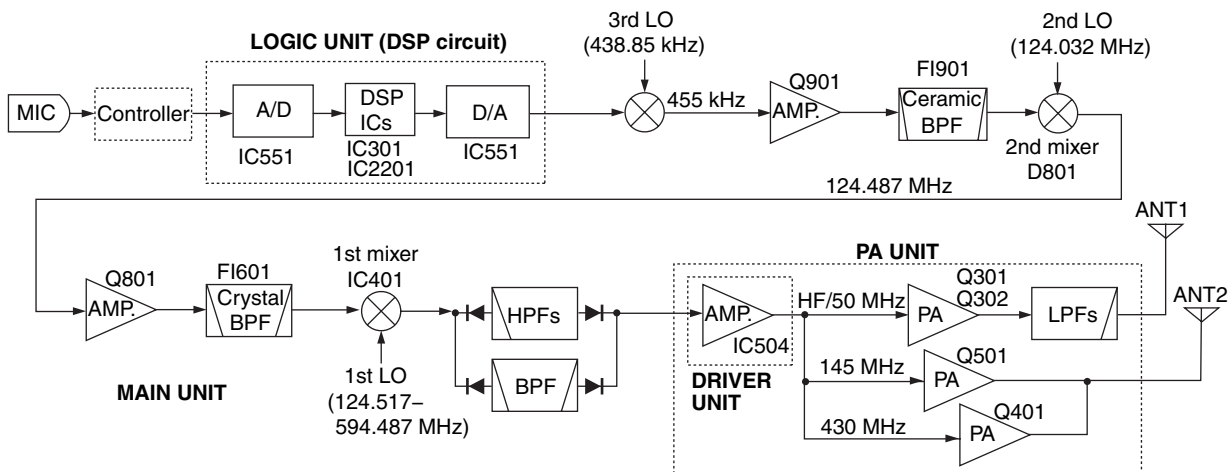 LOGIC UNIT (DSP circuit)
3rd LO
(438.85 kHz)
2nd LO
(124.032 MHz)
MIC
Controller
A/D
IC551
DSP
ICs
IC301
IC2201
D/A
IC551
455 kHz
Q901
AMP.
FI901
Ceramic
BPF
2nd mixer
D801
124.487 MHz
Q801
AMP.
FI601
Crystal
BPF
1st mixer
IC401
1st LO
(124.517–
594.487 MHz)
HPFs
BPF
MAIN UNIT
PA UNIT
AMP.
IC504
DRIVER
UNIT
HF/50 MHz
Q301
Q302
PA
LPFs
ANT1
ANT2
145 MHz
Q501
PA
430 MHz
Q401
PA